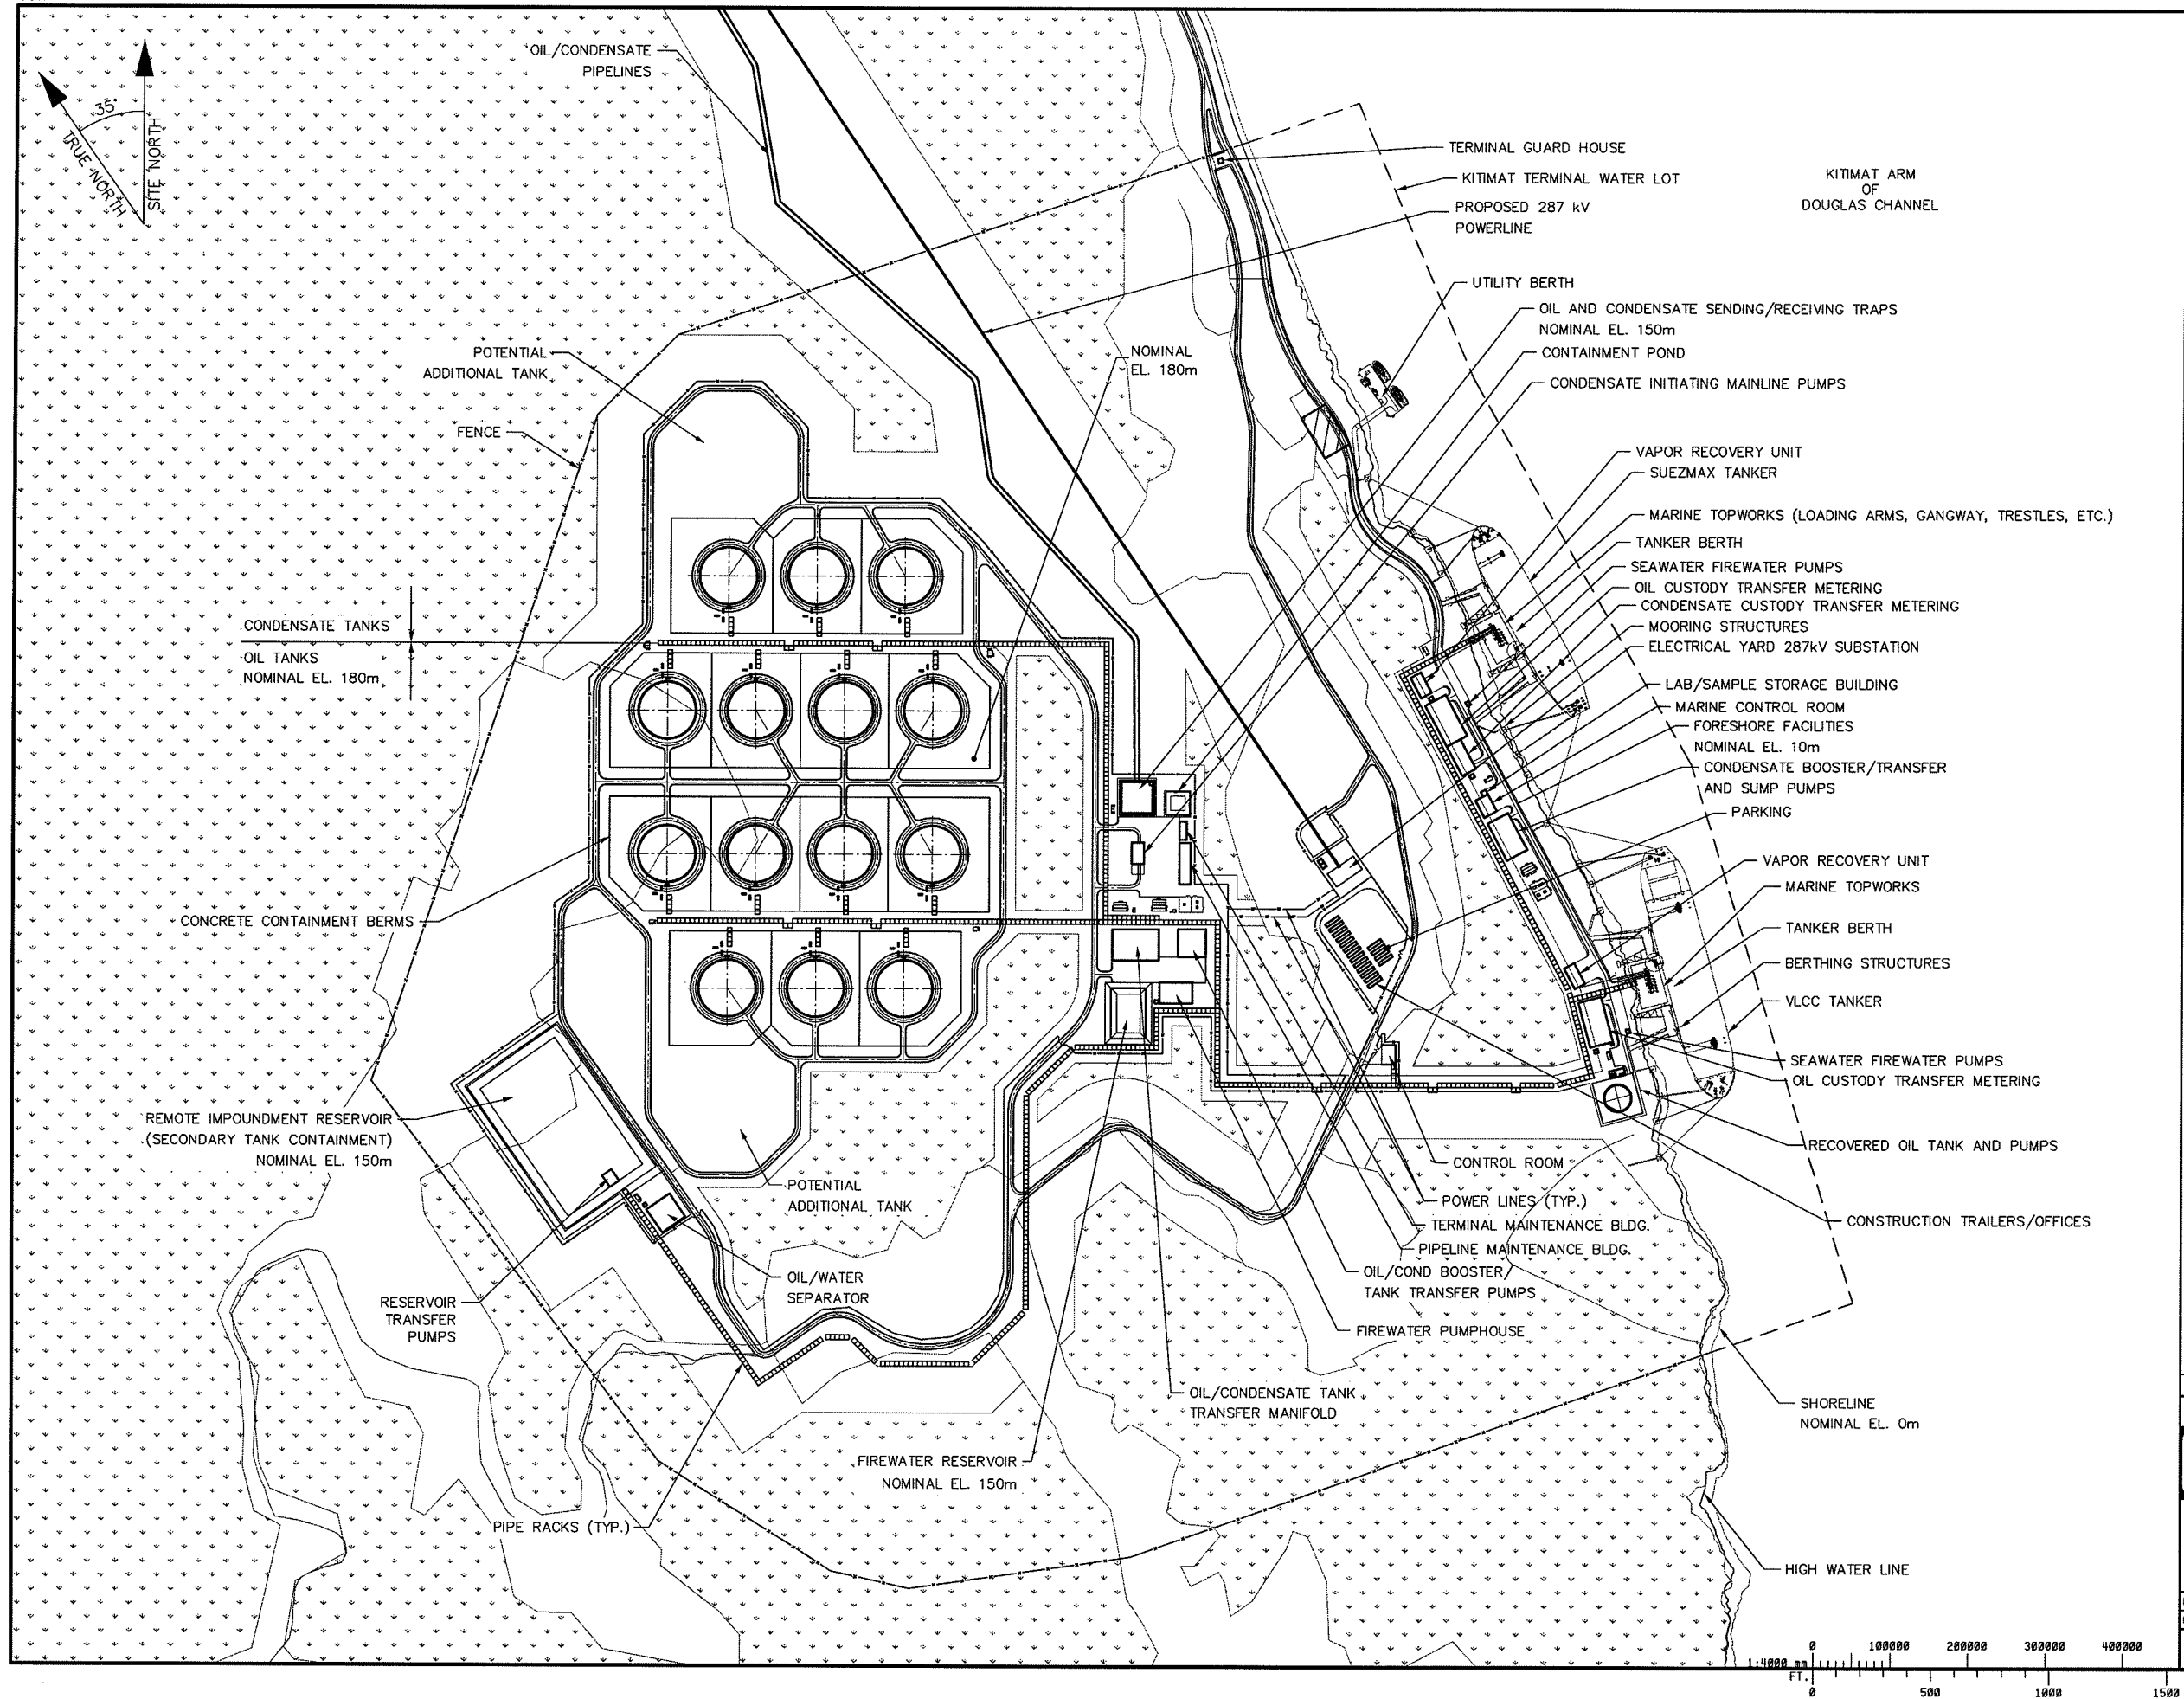 OIL/CONDENSATE
PIPELINES
35°
TRUE NORTH
SITE NORTH
TERMINAL GUARD HOUSE
KITIMAT TERMINAL WATER LOT
PROPOSED 287 kV
POWERLINE
KITIMAT ARM
OF
DOUGLAS CHANNEL
UTILITY BERTH
OIL AND CONDENSATE SENDING/RECEIVING TRAPS
NOMINAL EL. 150m
CONTAINMENT POND
CONDENSATE INITIATING MAINLINE PUMPS
POTENTIAL
ADDITIONAL TANK
NOMINAL
EL. 180m
FENCE
VAPOR RECOVERY UNIT
SUEZMAX TANKER
MARINE TOPWORKS (LOADING ARMS, GANGWAY, TRESTLES, ETC.)
TANKER BERTH
SEAWATER FIREWATER PUMPS
OIL CUSTODY TRANSFER METERING
CONDENSATE CUSTODY TRANSFER METERING
MOORING STRUCTURES
ELECTRICAL YARD 287kV SUBSTATION
LAB/SAMPLE STORAGE BUILDING
MARINE CONTROL ROOM
FORESHORE FACILITIES
NOMINAL EL. 10m
CONDENSATE BOOSTER/TRANSFER
AND SUMP PUMPS
PARKING
CONDENSATE TANKS
OIL TANKS
NOMINAL EL. 180m
VAPOR RECOVERY UNIT
MARINE TOPWORKS
TANKER BERTH
BERTHING STRUCTURES
VLCC TANKER
CONCRETE CONTAINMENT BERMS
SEAWATER FIREWATER PUMPS
OIL CUSTODY TRANSFER METERING
REMOTE IMPOUNDMENT RESERVOIR
(SECONDARY TANK CONTAINMENT)
NOMINAL EL. 150m
RECOVERED OIL TANK AND PUMPS
CONTROL ROOM
POWER LINES (TYP.)
TERMINAL MAINTENANCE BLDG.
PIPELINE MAINTENANCE BLDG.
OIL/COND BOOSTER/
TANK TRANSFER PUMPS
FIREWATER PUMPHOUSE
CONSTRUCTION TRAILERS/OFFICES
POTENTIAL
ADDITIONAL TANK
OIL/WATER
SEPARATOR
RESERVOIR
TRANSFER
PUMPS
OIL/CONDENSATE TANK
TRANSFER MANIFOLD
SHORELINE
NOMINAL EL. 0m
FIREWATER RESERVOIR
NOMINAL EL. 150m
PIPE RACKS (TYP.)
HIGH WATER LINE
0 100000 200000 300000 400000
1:4000 mm
FT.
0 500 1000 1500